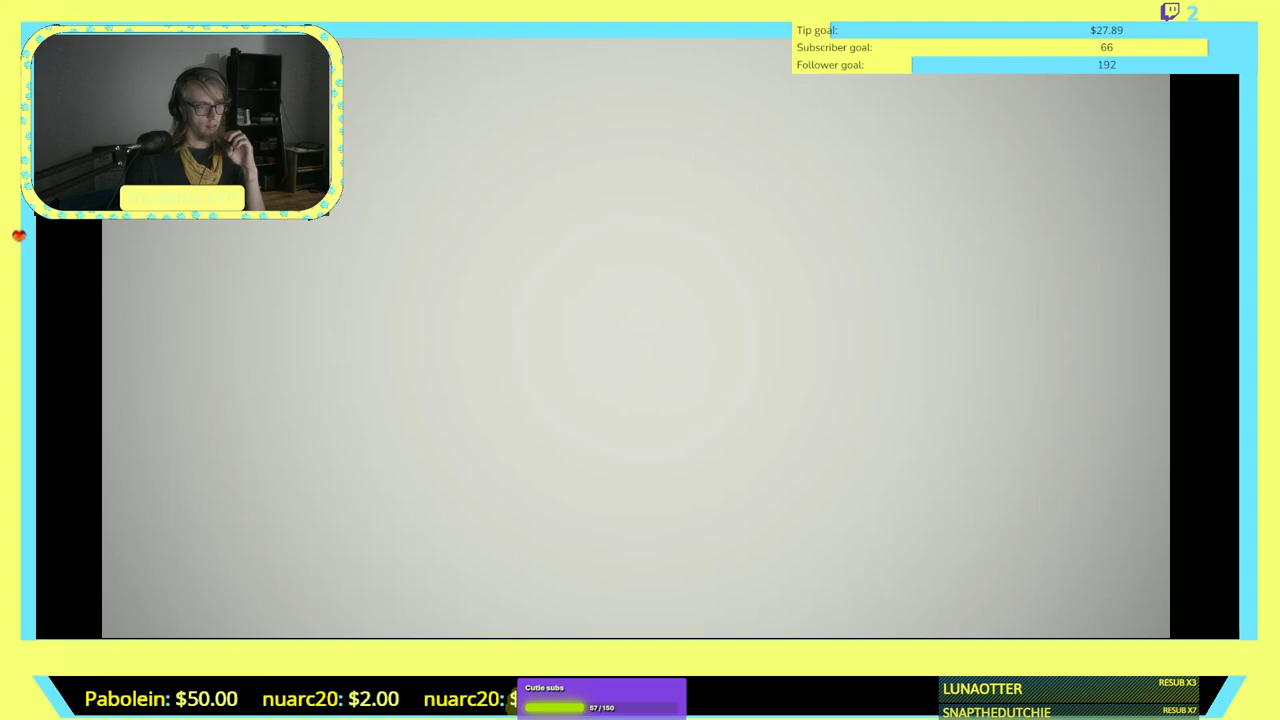 2
Tip goal: $27.89
Subscriber goal: 66
Follower goal: 192
Pabolein: $50.00 nuarc20: $2.00 nuarc20: $
Cutie subs
57 / 150
LUNAOTTER RESUB X3
SNAPTHEDUTCHIE RESUB X7